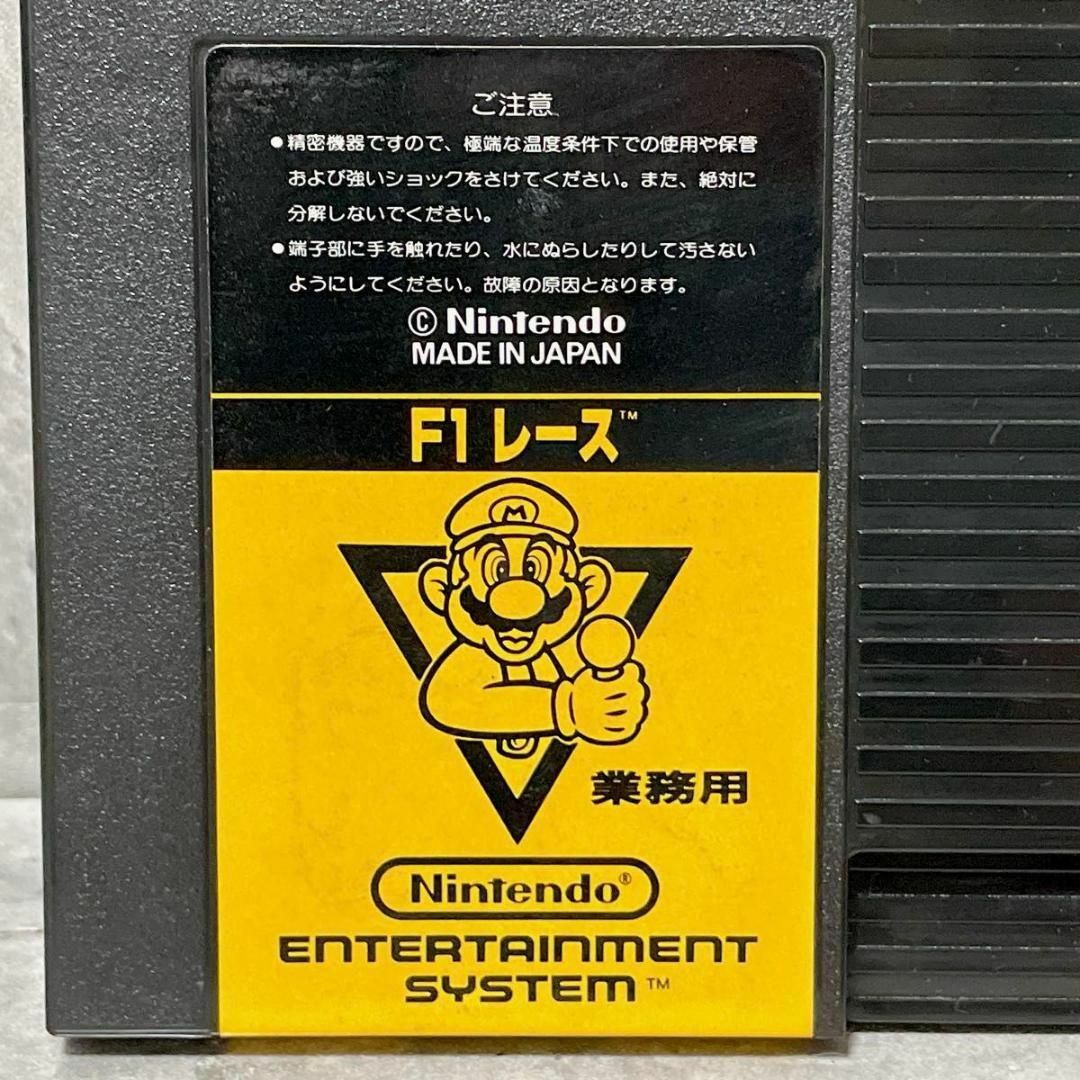 ご注意
●精密機器ですので、極端な温度条件下での使用や保管
および強いショックをさけてください。また、絶対に
分解しないでください。
●端子部に手を触れたり、水にぬらしたりして汚さない
ようにしてください。故障の原因となります。
© Nintendo
MADE IN JAPAN
F1 レース™
M
業務用
Nintendo®
ENTERTAINMENT
SYSTEM™